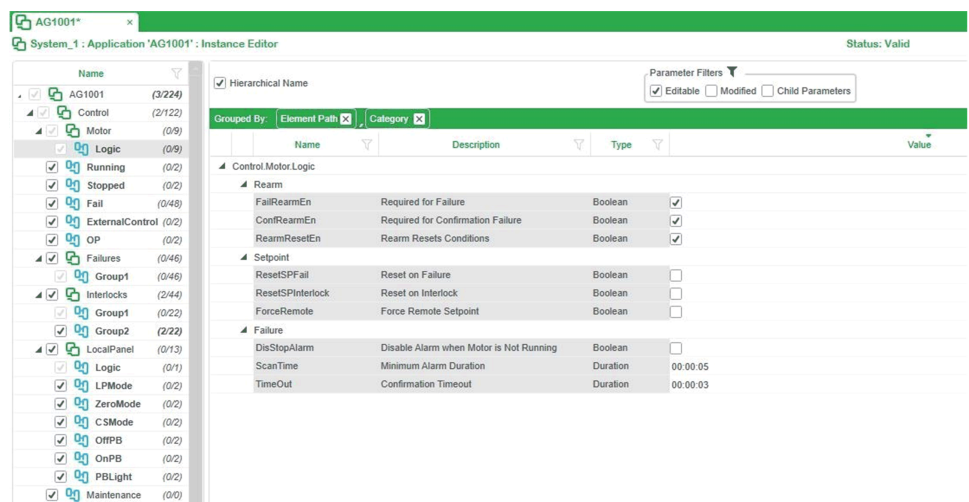 AG1001* ×
System_1 : Application 'AG1001' : Instance Editor Status: Valid
Name
AG1001 (3/224)
Control (2/122)
Motor (0/9)
Logic (0/9)
Running (0/2)
Stopped (0/2)
Fail (0/48)
ExternalControl (0/2)
OP (0/2)
Failures (0/46)
Group1 (0/46)
Interlocks (2/44)
Group1 (0/22)
Group2 (2/22)
LocalPanel (0/13)
Logic (0/1)
LPMode (0/2)
ZeroMode (0/2)
CSMode (0/2)
OffPB (0/2)
OnPB (0/2)
PBLight (0/2)
Maintenance (0/0)
Hierarchical Name
Parameter Filters
Editable Modified Child Parameters
Grouped By: Element Path Category
Name Description Type Value
Control.Motor.Logic
Rearm
FailRearmEn Required for Failure Boolean
ConfRearmEn Required for Confirmation Failure Boolean
RearmResetEn Rearm Resets Conditions Boolean
Setpoint
ResetSPFail Reset on Failure Boolean
ResetSPInterlock Reset on Interlock Boolean
ForceRemote Force Remote Setpoint Boolean
Failure
DisStopAlarm Disable Alarm when Motor is Not Running Boolean
ScanTime Minimum Alarm Duration Duration 00:00:05
TimeOut Confirmation Timeout Duration 00:00:03